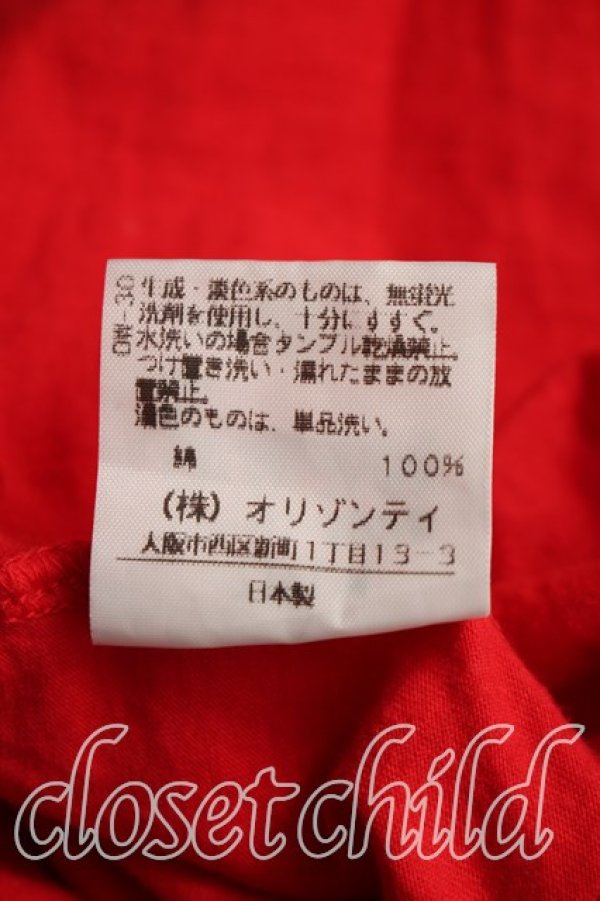 DW-30
生成・淡色系のものは、無蛍光
洗剤を使用し、十分にすすぐ。
水洗いの場合タンブル乾燥禁止。
つけ置き洗い・濡れたままの放
置禁止。
濃色のものは、単品洗い。
綿 100%
(株) オリゾンティ
大阪市西区新町1丁目13-3
日本製
closetchild